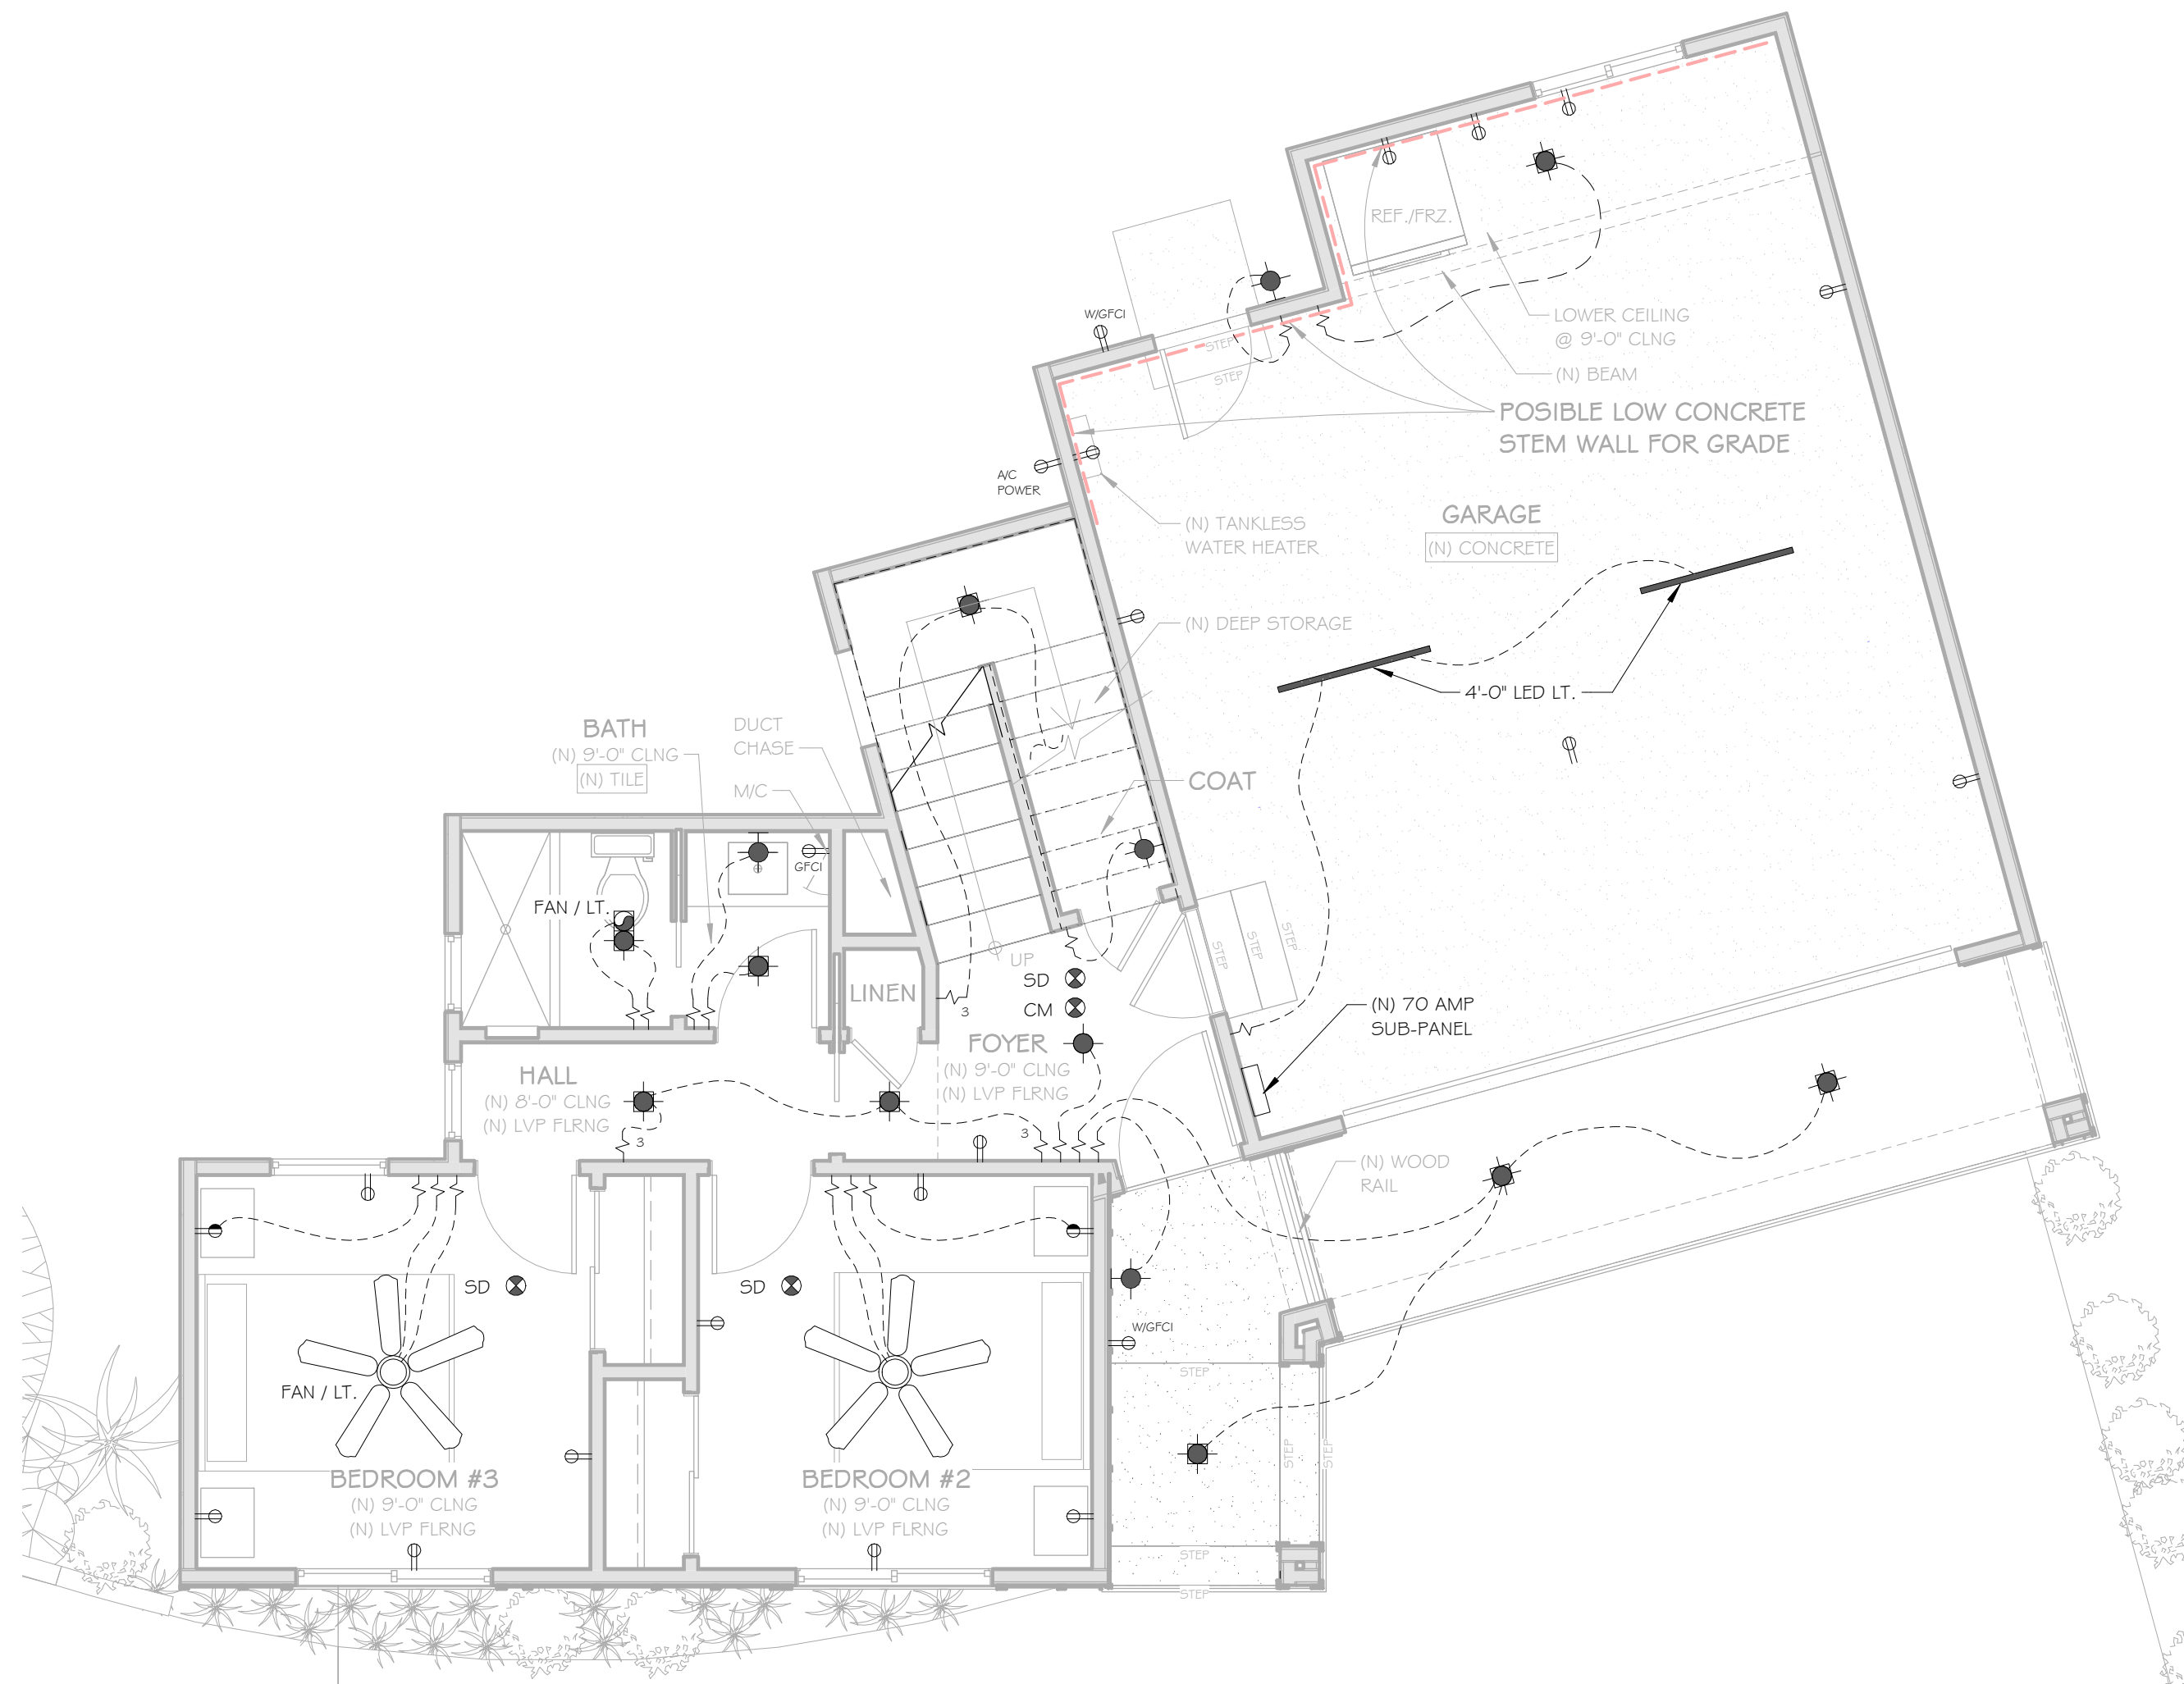 REF./FRZ.
LOWER CEILING
@ 9'-0" CLNG
(N) BEAM
W/GFCI
STEP
STEP
POSIBLE LOW CONCRETE
STEM WALL FOR GRADE
A/C
POWER
(N) TANKLESS
WATER HEATER
GARAGE
(N) CONCRETE
(N) DEEP STORAGE
4'-0" LED LT.
BATH
(N) 9'-0" CLNG
(N) TILE
DUCT
CHASE
M/C
COAT
GFCI
FAN / LT.
UP
STEP
STEP
STEP
SD
CM
LINEN
3
(N) 70 AMP
SUB-PANEL
FOYER
(N) 9'-0" CLNG
(N) LVP FLRNG
HALL
(N) 8'-0" CLNG
(N) LVP FLRNG
3
3
(N) WOOD
RAIL
SD
SD
W/GFCI
FAN / LT.
STEP
STEP
STEP
BEDROOM #3
(N) 9'-0" CLNG
(N) LVP FLRNG
BEDROOM #2
(N) 9'-0" CLNG
(N) LVP FLRNG
STEP
STEP